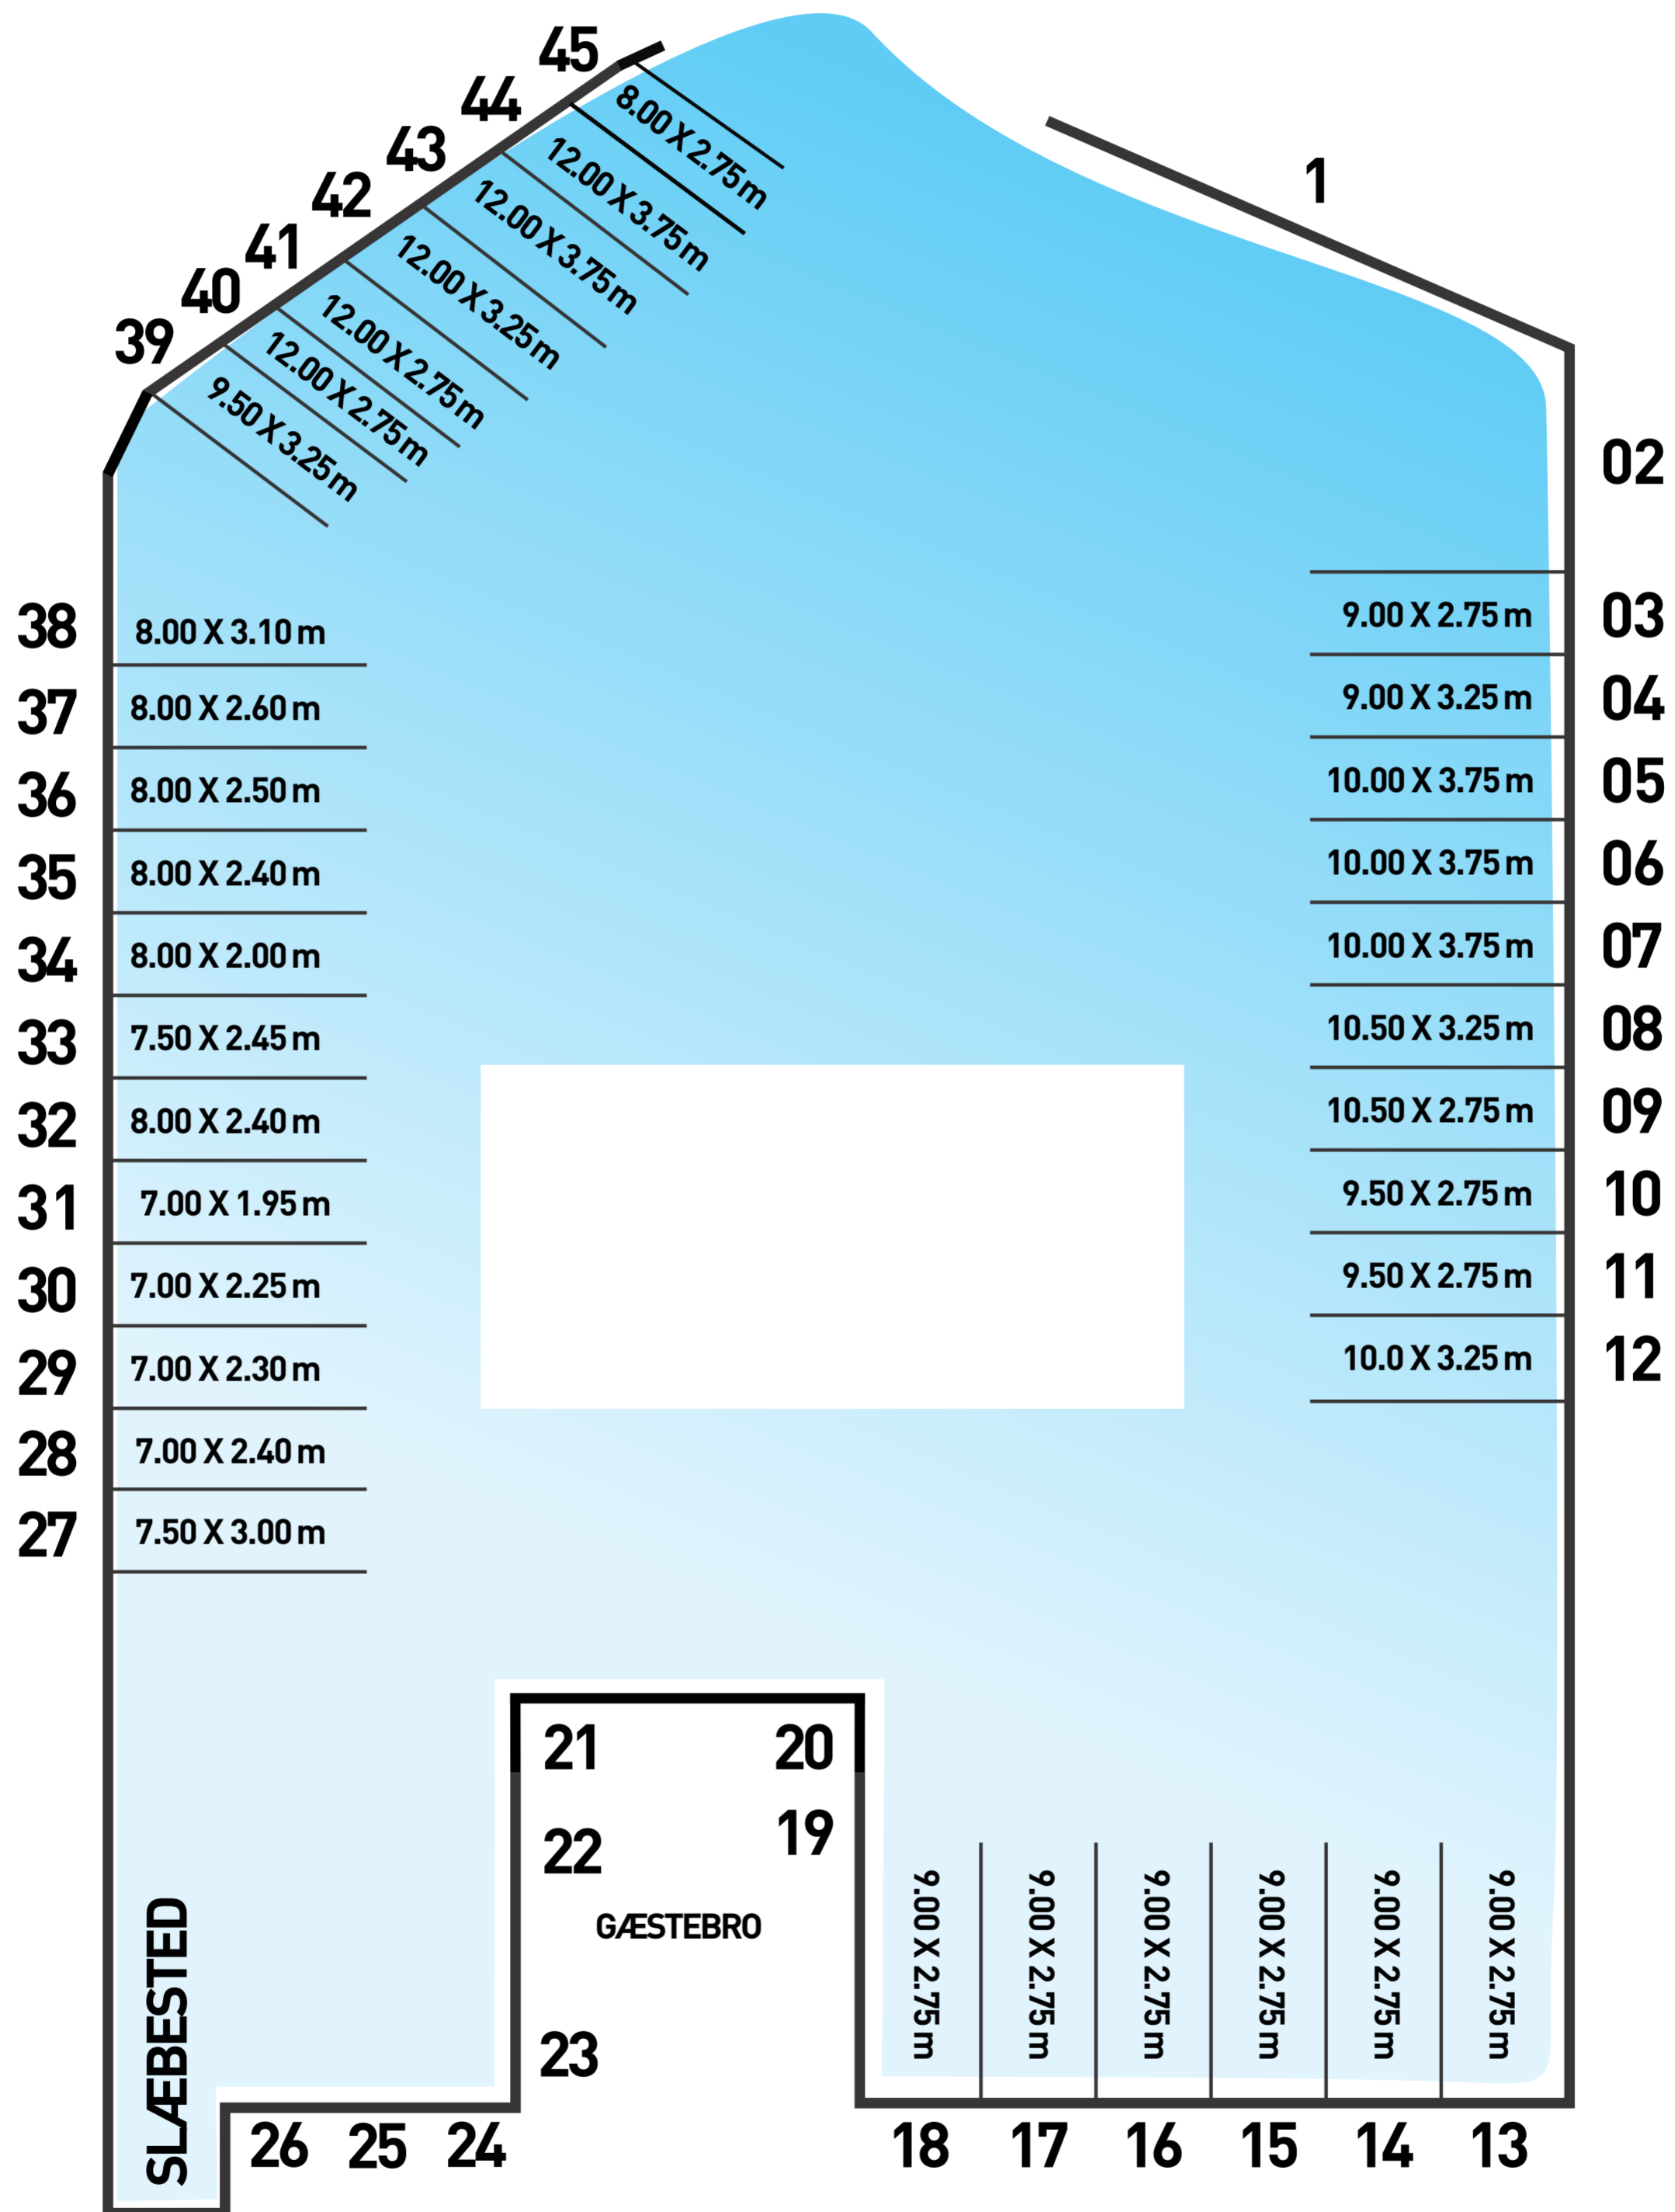 45
44
43
42
41
40
39
8.00 X 2.75 m
12.00 X 3.75 m
12.00 X 3.75 m
12.00 X 3.25 m
12.00 X 2.75 m
12.00 X 2.75 m
9.50 X 3.25 m
1
02
38 8.00 X 3.10 m
37 8.00 X 2.60 m
36 8.00 X 2.50 m
35 8.00 X 2.40 m
34 8.00 X 2.00 m
33 7.50 X 2.45 m
32 8.00 X 2.40 m
31 7.00 X 1.95 m
30 7.00 X 2.25 m
29 7.00 X 2.30 m
28 7.00 X 2.40 m
27 7.50 X 3.00 m
9.00 X 2.75 m 03
9.00 X 3.25 m 04
10.00 X 3.75 m 05
10.00 X 3.75 m 06
10.00 X 3.75 m 07
10.50 X 3.25 m 08
10.50 X 2.75 m 09
9.50 X 2.75 m 10
9.50 X 2.75 m 11
10.0 X 3.25 m 12
21 20
19
22
GÆSTEBRO
23
SLÆBESTED
26 25 24
9.00 X 2.75 m
9.00 X 2.75 m
9.00 X 2.75 m
9.00 X 2.75 m
9.00 X 2.75 m
9.00 X 2.75 m
18 17 16 15 14 13